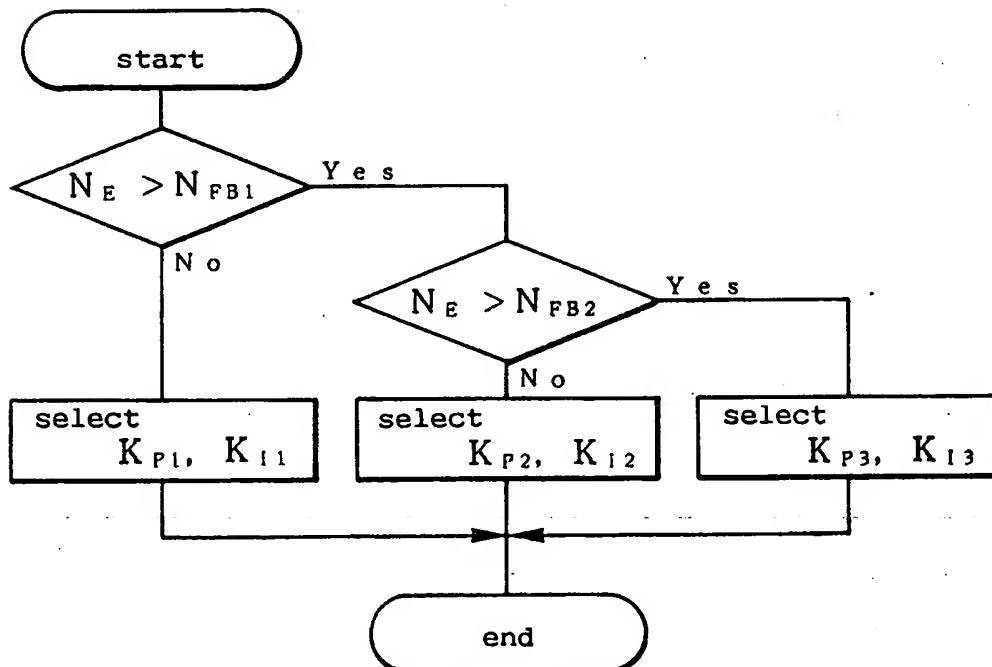 start
N_E > N_FB1
Yes
No
N_E > N_FB2
Yes
No
select
K_P1, K_I1
select
K_P2, K_I2
select
K_P3, K_I3
end